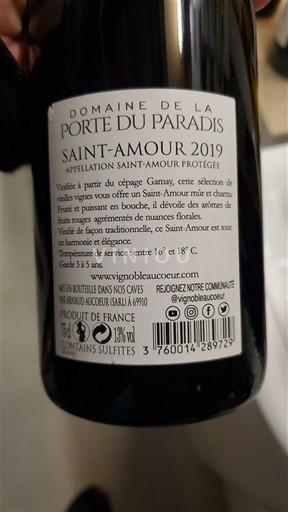 DOMAINE DE LA
PORTE DU PARADIS
SAINT-AMOUR 2019
APPELLATION SAINT-AMOUR PROTÉGÉE
Vinifiée à partir du cépage Gamay, cette sélection de
vieilles vignes vous offre un Saint-Amour mûr et charnu.
Fruité et puissant en bouche, il dévoile des arômes de
fruits rouges agrémentés de nuances florales.
Vinifié de façon traditionnelle, ce Saint-Amour est tout
en harmonie et élégance.
Température de service : entre 16° et 18° C.
Garde 3 à 5 ans.
VINTOU
www.vignobleaucoeur.com
MIS EN BOUTEILLE DANS NOS CAVES
PAR ARNAUD AUCOEUR (SARL) À 69910
REJOIGNEZ NOTRE COMMUNAUTÉ
@vignobleaucoeur
PRODUIT DE FRANCE
75cl
13% vol
CONTAINS SULFITES
3 760014 289729